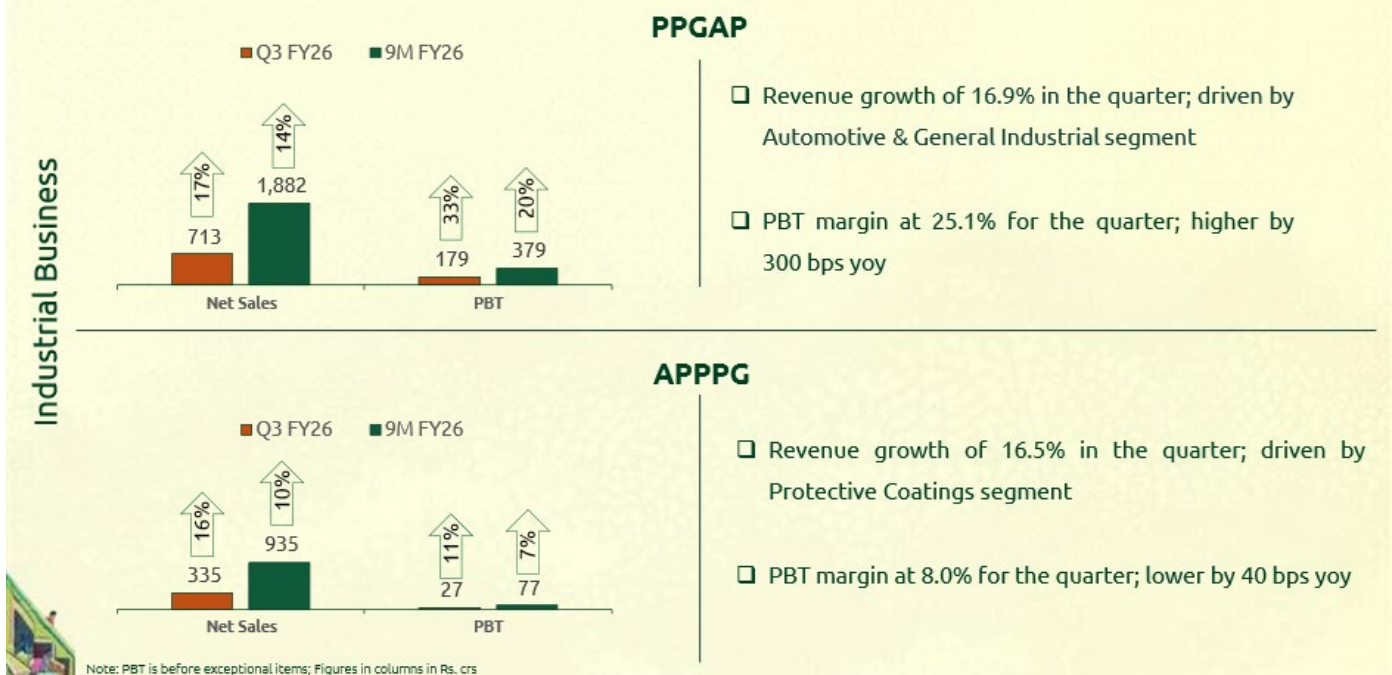 Industrial Business
PPGAP
Q3 FY26 9M FY26
17%
14%
713
1,882
33%
20%
179
379
Net Sales
PBT
❑ Revenue growth of 16.9% in the quarter; driven by
Automotive & General Industrial segment
❑ PBT margin at 25.1% for the quarter; higher by
300 bps yoy
APPPG
Q3 FY26 9M FY26
16%
10%
335
935
11%
7%
27
77
Net Sales
PBT
❑ Revenue growth of 16.5% in the quarter; driven by
Protective Coatings segment
❑ PBT margin at 8.0% for the quarter; lower by 40 bps yoy
Note: PBT is before exceptional items; Figures in columns in Rs. crs